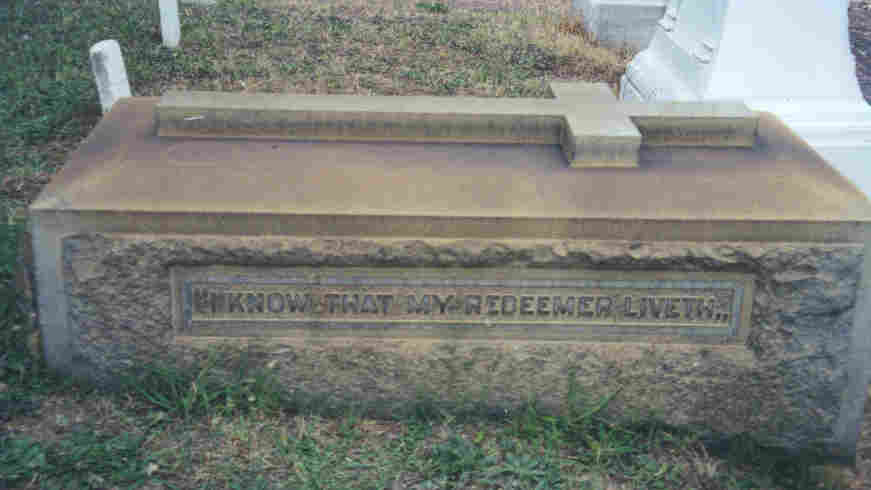 "I KNOW THAT MY REDEEMER LIVETH,,